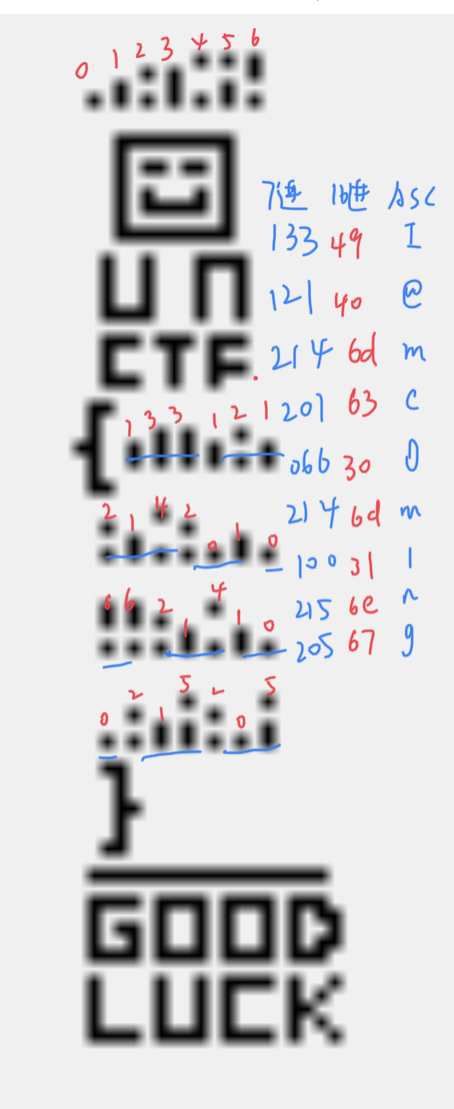 0 1 2 3 4 5 6
7进 16进 ASC
133 49 I
UN
121 40 @
CTF.
214 6d m
{ 1 3 3 1 2 1
201 63 C
066 30 0
2 1 4 2 0 1 0
214 6d m
100 31 1
6 6 2 1 4 1 0
215 6e n
205 67 g
0 2 1 5 2 0 5
}
GOOD
LUCK